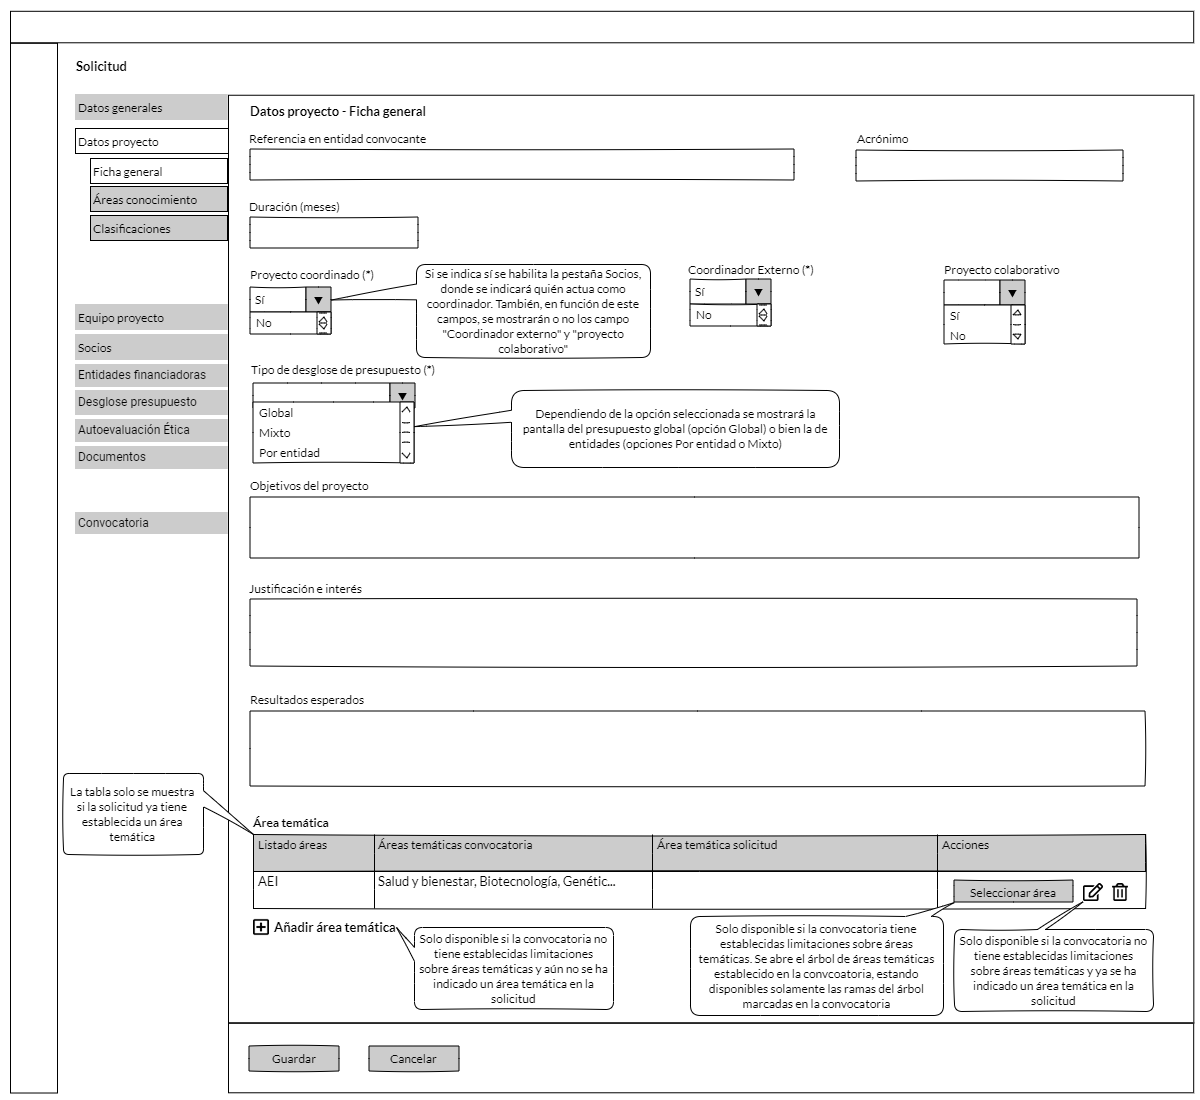 Solicitud
Datos generales
Datos proyecto
Ficha general
Áreas conocimiento
Clasificaciones
Equipo proyecto
Socios
Entidades financiadoras
Desglose presupuesto
Autoevaluación Ética
Documentos
Convocatoria
Datos proyecto - Ficha general
Referencia en entidad convocante
Acrónimo
Duración (meses)
Proyecto coordinado (*)
Sí
No
Si se indica sí se habilita la pestaña Socios,
donde se indicará quién actua como
coordinador. También, en función de este
campos, se mostrarán o no los campo
"Coordinador externo" y "proyecto
colaborativo"
Coordinador Externo (*)
Sí
No
Proyecto colaborativo
Sí
No
Tipo de desglose de presupuesto (*)
Global
Mixto
Por entidad
Dependiendo de la opción seleccionada se mostrará la
pantalla del presupuesto global (opción Global) o bien la de
entidades (opciones Por entidad o Mixto)
Objetivos del proyecto
Justificación e interés
Resultados esperados
La tabla solo se muestra
si la solicitud ya tiene
establecida un área
temática
Área temática
Listado áreas
Áreas temáticas convocatoria
Área temática solicitud
Acciones
AEI
Salud y bienestar, Biotecnología, Genétic...
Seleccionar área
Añadir área temática
Solo disponible si la convocatoria no
tiene establecidas limitaciones
sobre áreas temáticas y aún no se ha
indicado un área temática en la
solicitud
Solo disponible si la convocatoria tiene
establecidas limitaciones sobre áreas
temáticas. Se abre el árbol de áreas temáticas
establecido en la convcoatoria, estando
disponibles solamente las ramas del árbol
marcadas en la convocatoria
Solo disponible si la convocatoria no
tiene establecidas limitaciones
sobre áreas temáticas y ya se ha
indicado un área temática en la
solicitud
Guardar
Cancelar